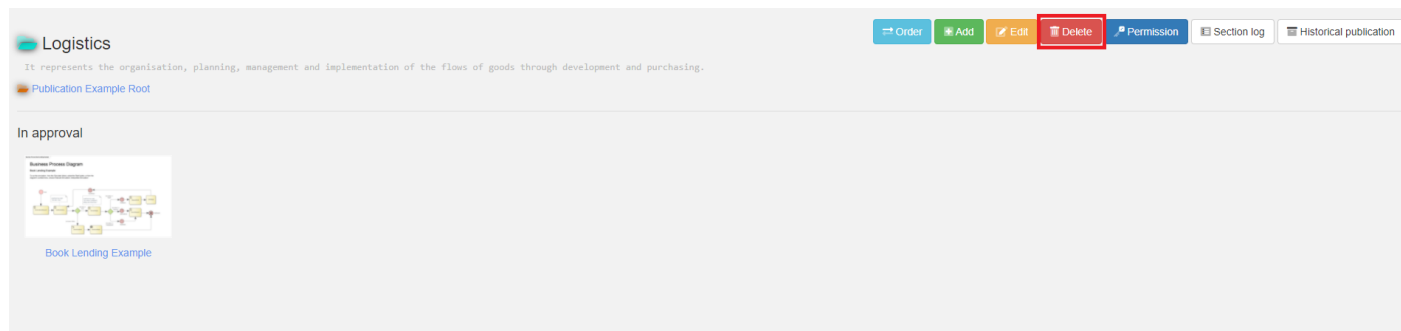 Logistics
Order Add Edit Delete Permission Section log Historical publication
It represents the organisation, planning, management and implementation of the flows of goods through development and purchasing.
Publication Example Root
In approval
Business Process Diagram
Book Lending Example